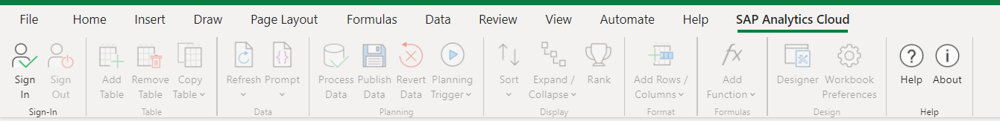 File Home Insert Draw Page Layout Formulas Data Review View Automate Help SAP Analytics Cloud
Sign Sign Add Remove Copy Refresh Prompt Process Publish Revert Planning Sort Expand / Rank Add Rows / Add Designer Workbook Help About
In Out Table Table Table Data Data Data Trigger Collapse Columns Function Preferences
Sign-In Table Data Planning Display Format Formulas Design Help